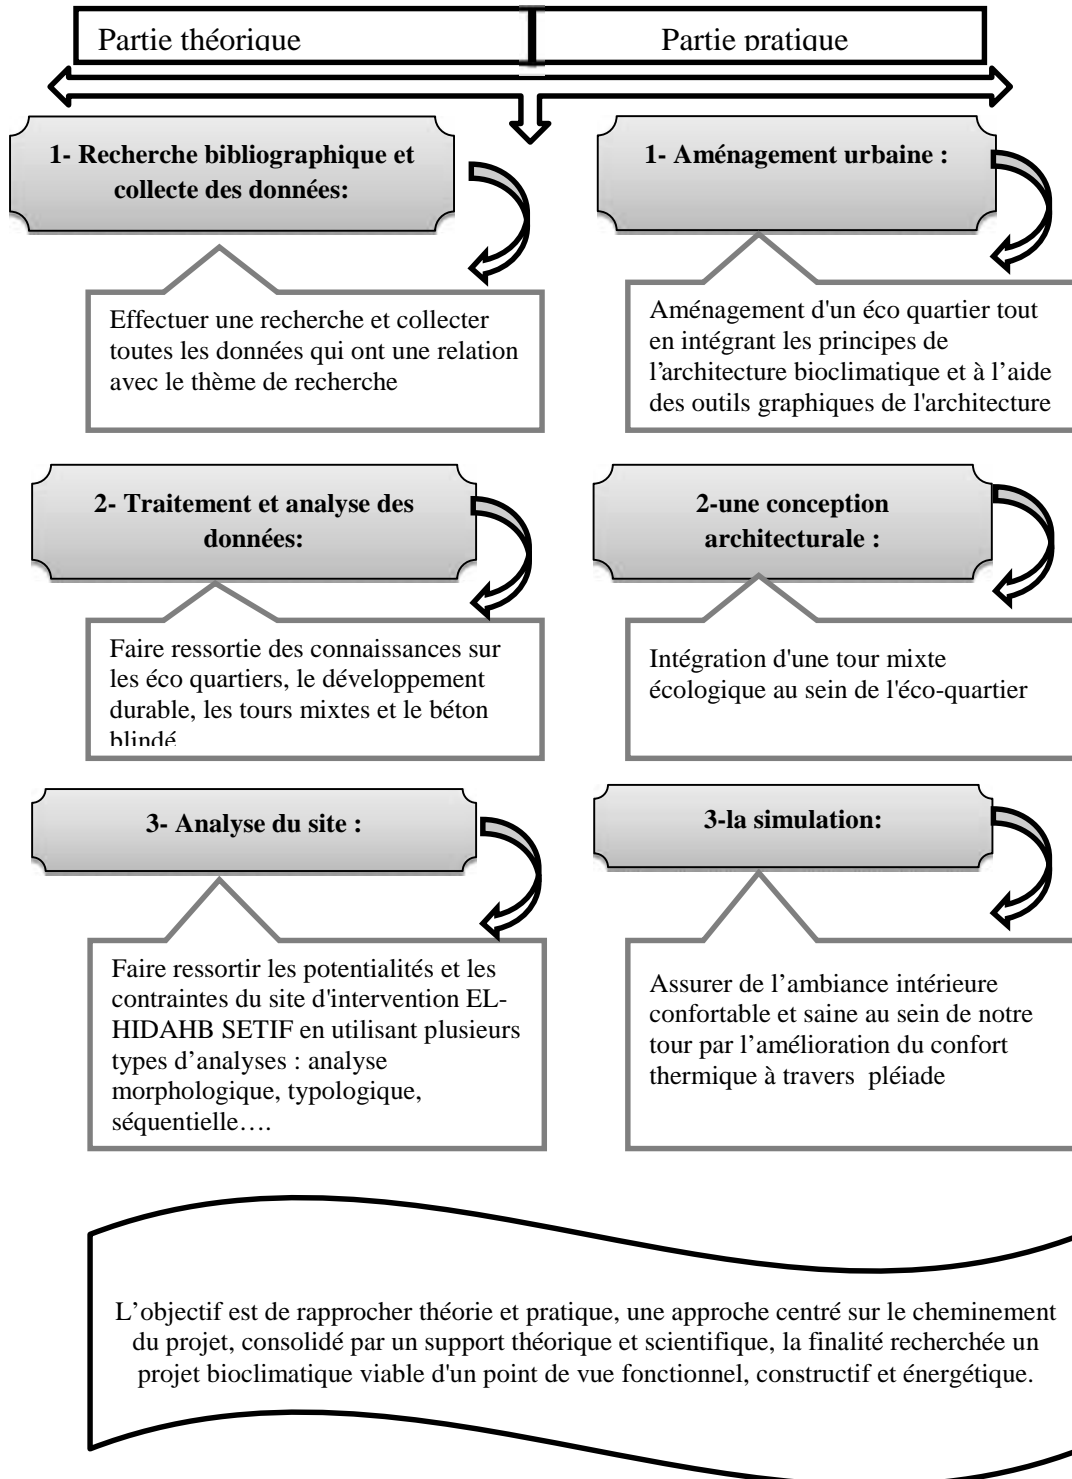 Partie théorique
Partie pratique
1- Recherche bibliographique et
collecte des données:
Effectuer une recherche et collecter
toutes les données qui ont une relation
avec le thème de recherche
2- Traitement et analyse des
données:
Faire ressortie des connaissances sur
les éco quartiers, le développement
durable, les tours mixtes et le béton
blindé
3- Analyse du site :
Faire ressortir les potentialités et les
contraintes du site d'intervention EL-
HIDAHB SETIF en utilisant plusieurs
types d’analyses : analyse
morphologique, typologique,
séquentielle….
1- Aménagement urbaine :
Aménagement d'un éco quartier tout
en intégrant les principes de
l’architecture bioclimatique et à l’aide
des outils graphiques de l'architecture
2-une conception
architecturale :
Intégration d'une tour mixte
écologique au sein de l'éco-quartier
3-la simulation:
Assurer de l’ambiance intérieure
confortable et saine au sein de notre
tour par l’amélioration du confort
thermique à travers pléiade
L’objectif est de rapprocher théorie et pratique, une approche centré sur le cheminement
du projet, consolidé par un support théorique et scientifique, la finalité recherchée un
projet bioclimatique viable d'un point de vue fonctionnel, constructif et énergétique.